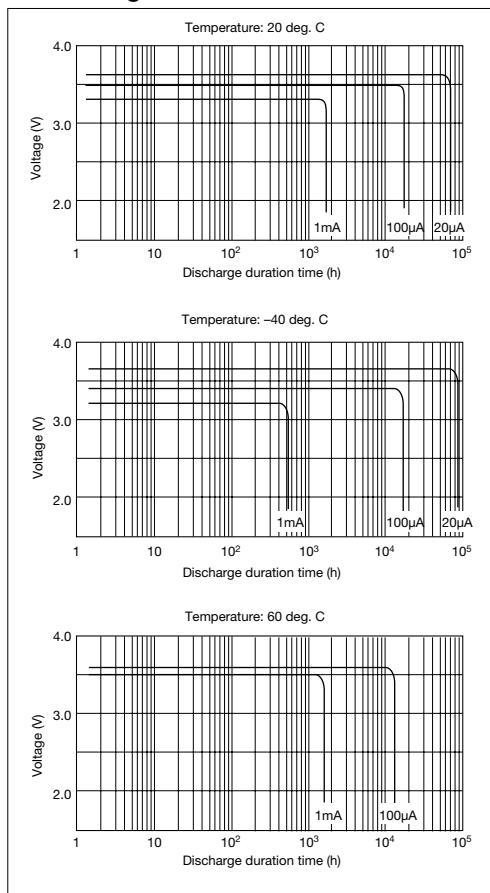 Temperature: 20 deg. C
4.0
3.0
2.0
Voltage (V)
1mA 100μA 20μA
1 10 10² 10³ 10⁴ 10⁵
Discharge duration time (h)
Temperature: –40 deg. C
4.0
3.0
2.0
Voltage (V)
1mA 100μA 20μA
1 10 10² 10³ 10⁴ 10⁵
Discharge duration time (h)
Temperature: 60 deg. C
4.0
3.0
2.0
Voltage (V)
1mA 100μA
1 10 10² 10³ 10⁴ 10⁵
Discharge duration time (h)